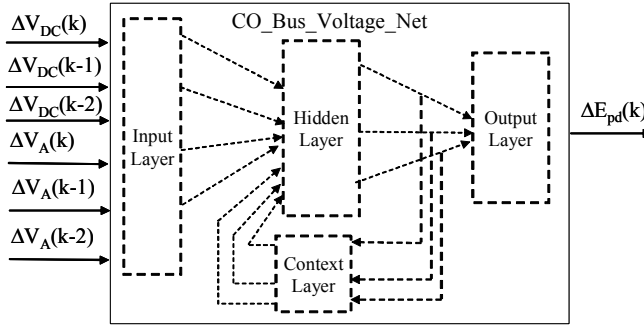 CO_Bus_Voltage_Net
ΔV_DC(k)
ΔV_DC(k-1)
ΔV_DC(k-2)
ΔV_A(k)
ΔV_A(k-1)
ΔV_A(k-2)
Input
Layer
Hidden
Layer
Context
Layer
Output
Layer
ΔE_pd(k)